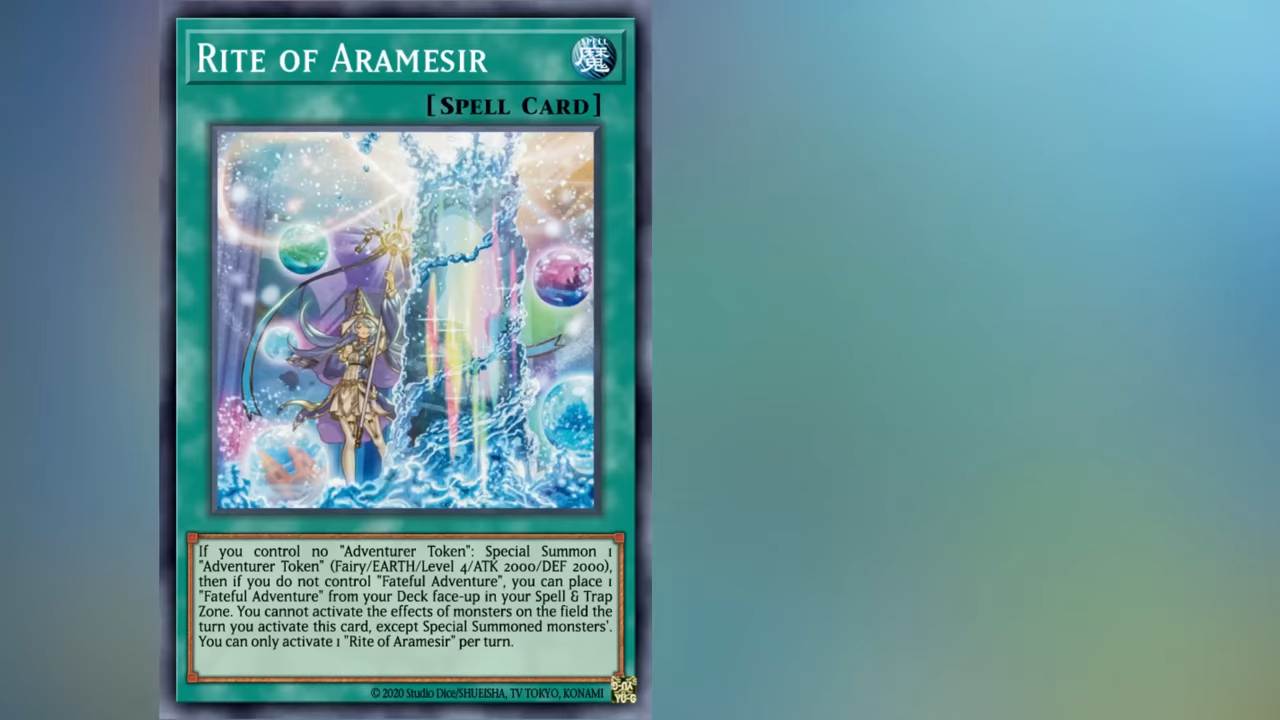 Rite of Aramesir
SPELL
魔
[Spell Card]
If you control no "Adventurer Token": Special Summon 1
"Adventurer Token" (Fairy/EARTH/Level 4/ATK 2000/DEF 2000),
then if you do not control "Fateful Adventure", you can place 1
"Fateful Adventure" from your Deck face-up in your Spell & Trap
Zone. You cannot activate the effects of monsters on the field the
turn you activate this card, except Special Summoned monsters'.
You can only activate 1 "Rite of Aramesir" per turn.
© 2020 Studio Dice/SHUEISHA, TV TOKYO, KONAMI